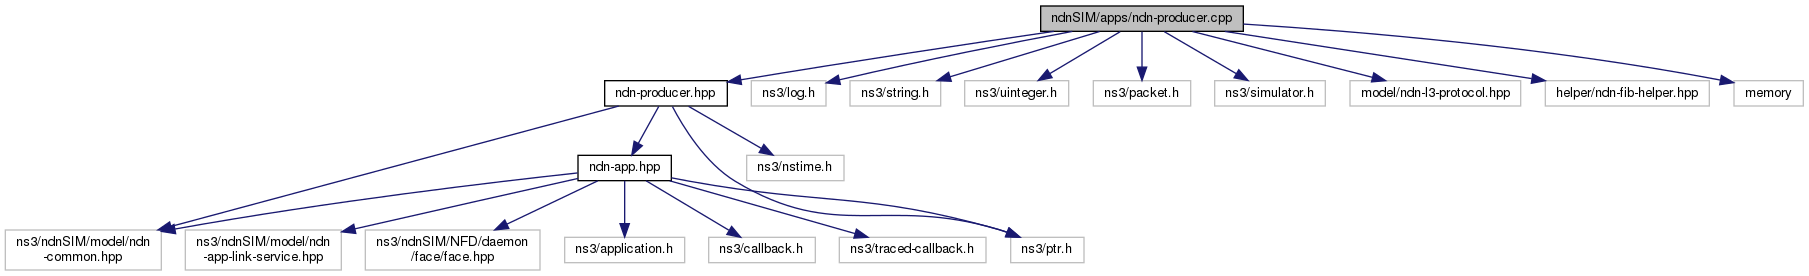 ndnSIM/apps/ndn-producer.cpp
ndn-producer.hpp
ns3/log.h
ns3/string.h
ns3/uinteger.h
ns3/packet.h
ns3/simulator.h
model/ndn-l3-protocol.hpp
helper/ndn-fib-helper.hpp
memory
ndn-app.hpp
ns3/nstime.h
ns3/ndnSIM/model/ndn
-common.hpp
ns3/ndnSIM/model/ndn
-app-link-service.hpp
ns3/ndnSIM/NFD/daemon
/face/face.hpp
ns3/application.h
ns3/callback.h
ns3/traced-callback.h
ns3/ptr.h